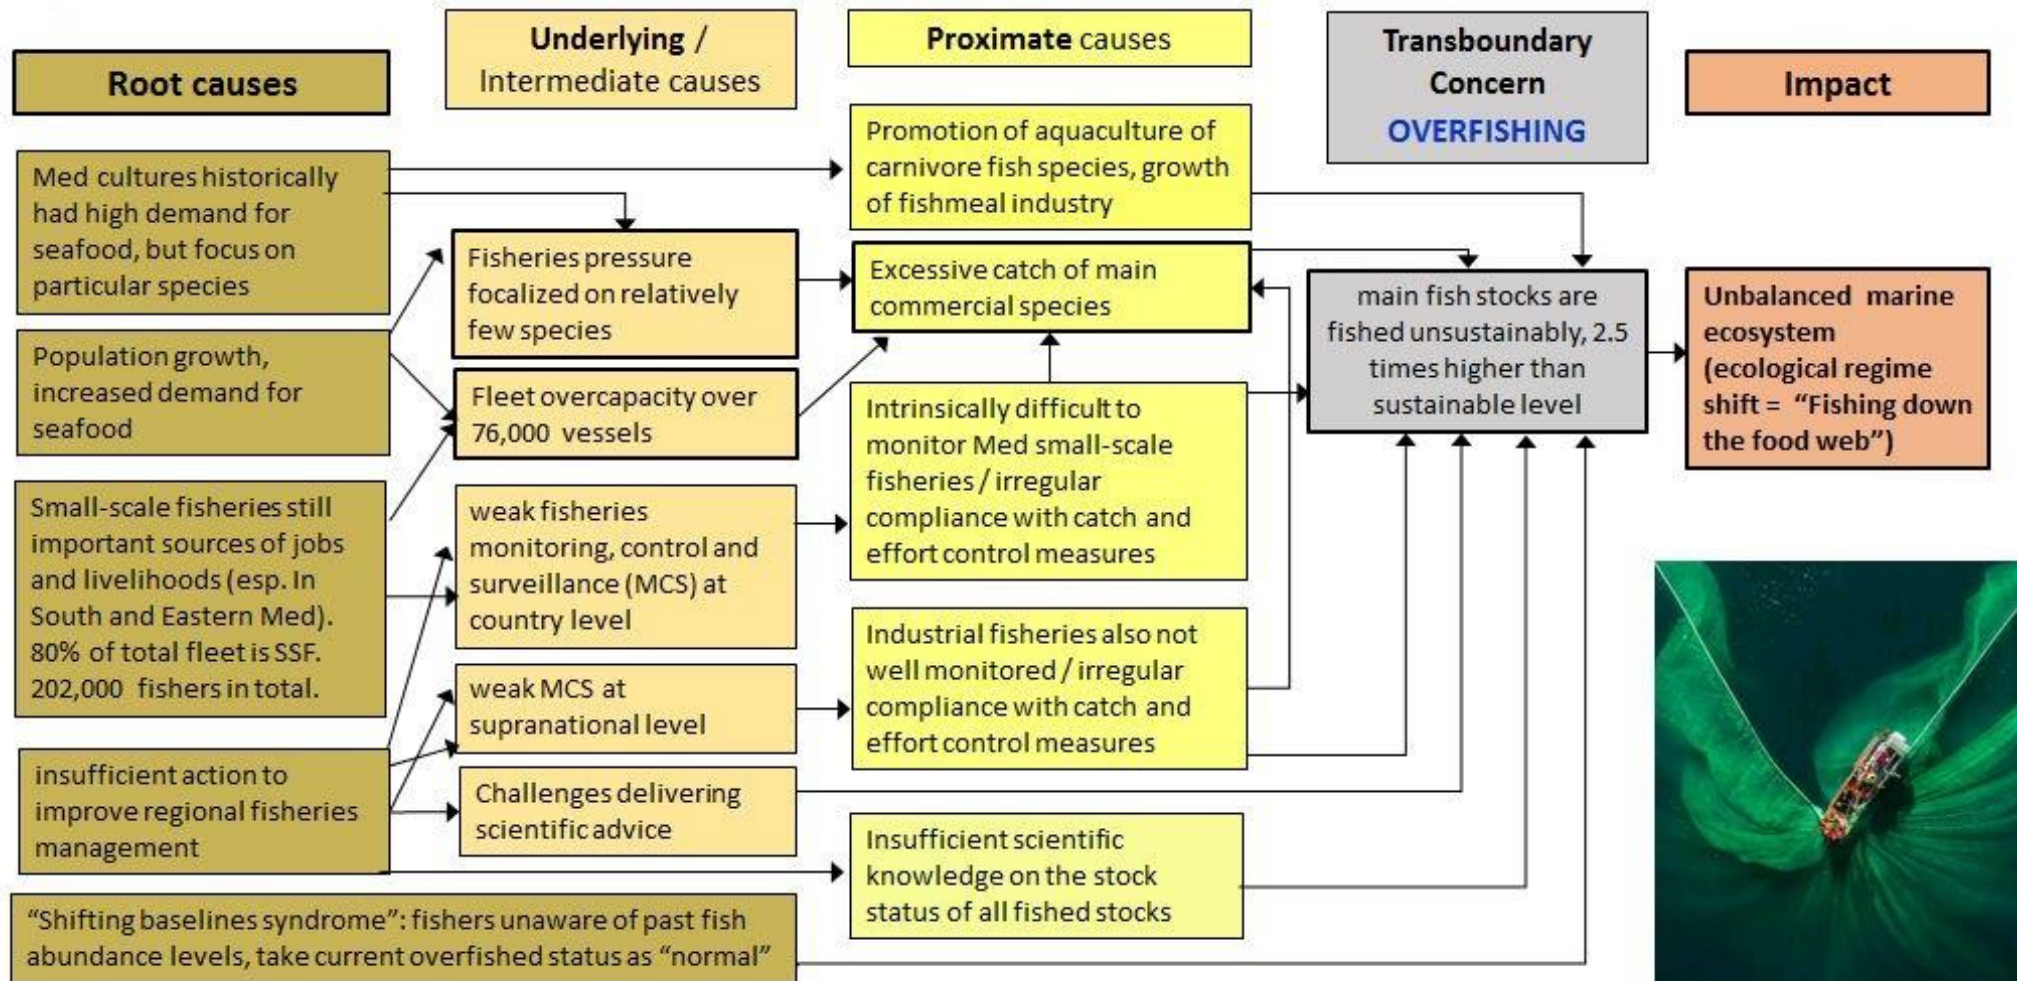 Root causes
Underlying /
Intermediate causes
Proximate causes
Transboundary
Concern
OVERFISHING
Impact
Med cultures historically
had high demand for
seafood, but focus on
particular species
Population growth,
increased demand for
seafood
Small-scale fisheries still
important sources of jobs
and livelihoods (esp. In
South and Eastern Med).
80% of total fleet is SSF.
202,000 fishers in total.
insufficient action to
improve regional fisheries
management
“Shifting baselines syndrome”: fishers unaware of past fish
abundance levels, take current overfished status as “normal”
Fisheries pressure
focalized on relatively
few species
Fleet overcapacity over
76,000 vessels
weak fisheries
monitoring, control and
surveillance (MCS) at
country level
weak MCS at
supranational level
Challenges delivering
scientific advice
Promotion of aquaculture of
carnivore fish species, growth
of fishmeal industry
Excessive catch of main
commercial species
Intrinsically difficult to
monitor Med small-scale
fisheries / irregular
compliance with catch and
effort control measures
Industrial fisheries also not
well monitored / irregular
compliance with catch and
effort control measures
Insufficient scientific
knowledge on the stock
status of all fished stocks
main fish stocks are
fished unsustainably, 2.5
times higher than
sustainable level
Unbalanced marine
ecosystem
(ecological regime
shift = “Fishing down
the food web”)